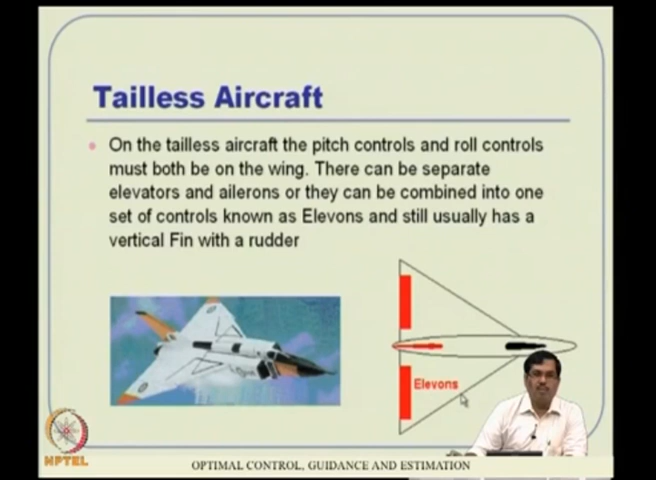 Tailless Aircraft
On the tailless aircraft the pitch controls and roll controls
must both be on the wing. There can be separate
elevators and ailerons or they can be combined into one
set of controls known as Elevons and still usually has a
vertical Fin with a rudder
Elevons
NPTEL
OPTIMAL CONTROL, GUIDANCE AND ESTIMATION